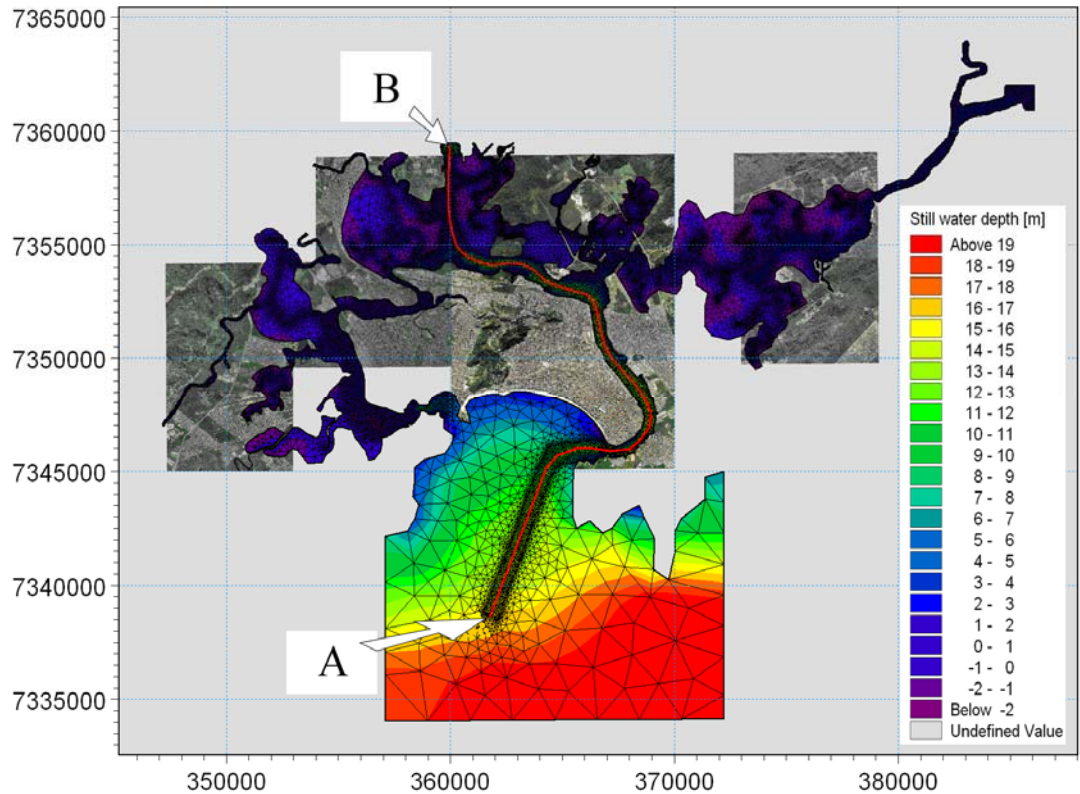 7365000
B
7360000
7355000
Still water depth [m]
Above 19
18 - 19
17 - 18
16 - 17
15 - 16
14 - 15
13 - 14
12 - 13
11 - 12
10 - 11
9 - 10
8 - 9
7 - 8
6 - 7
5 - 6
4 - 5
3 - 4
2 - 3
1 - 2
0 - 1
-1 - 0
-2 - -1
Below -2
Undefined Value
7350000
7345000
7340000
A
7335000
350000 360000 370000 380000